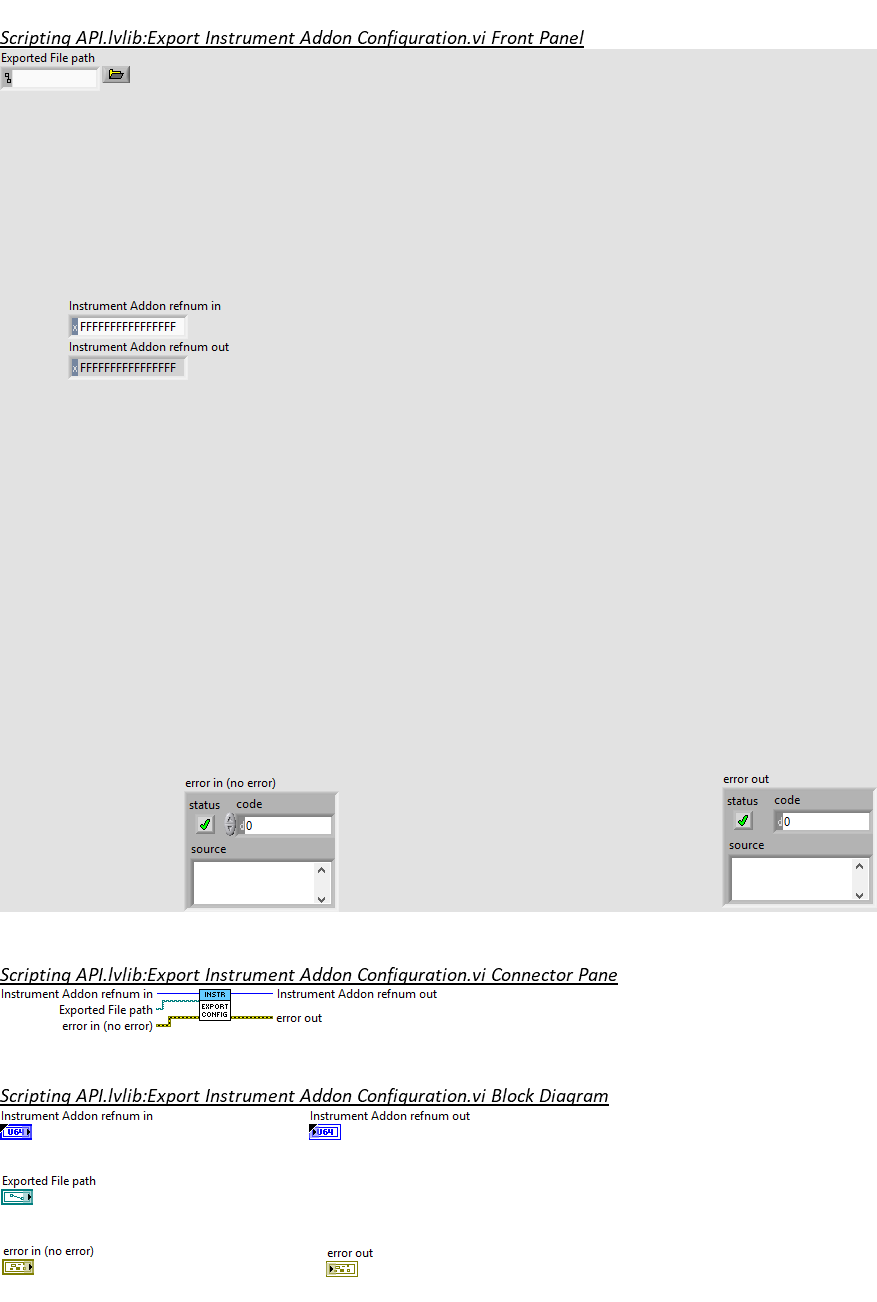 Scripting API.lvlib:Export Instrument Addon Configuration.vi Front Panel
Exported File path
Instrument Addon refnum in
x FFFFFFFFFFFFFFFF
Instrument Addon refnum out
x FFFFFFFFFFFFFFFF
error in (no error)
status code
d 0
source
error out
status code
d 0
source
Scripting API.lvlib:Export Instrument Addon Configuration.vi Connector Pane
Instrument Addon refnum in INSTR Instrument Addon refnum out
Exported File path EXPORT
CONFIG
error in (no error) error out
Scripting API.lvlib:Export Instrument Addon Configuration.vi Block Diagram
Instrument Addon refnum in Instrument Addon refnum out
U64 U64
Exported File path
error in (no error) error out